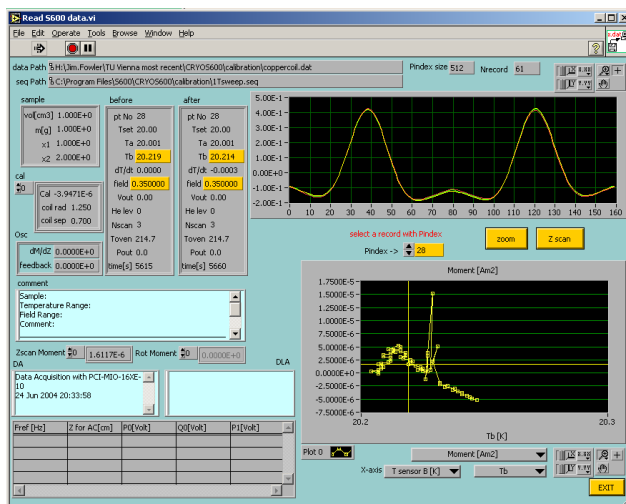 Read S600 data.vi
File Edit Operate Tools Browse Window Help
data Path H:\Jim.Fowler\TU Vienna most recent\CRYOS600\calibration\coppercoil.dat
seq Path C:\Program Files\S600\CRYOS600\calibration\1Tsweep.seq
Pindex size 512 Nrecord 61
sample
vol[cm3] 1.000E+0
m[g] 1.000E+0
x1 1.000E+0
x2 2.000E+0
cal
0
Cal -3.9471E-6
coil rad 1.250
coil sep 0.700
Osc
dM/dZ 0.0000E+0
feedback 0.0000E+0
before
pt No 28
Tset 20.00
Ta 20.001
Tb 20.219
dT/dt 0.0000
field 0.350000
Vout 0.00
He lev 0
Nscan 3
Toven 214.7
Pout 0.0
time[s] 5615
after
pt No 28
Tset 20.00
Ta 20.001
Tb 20.214
dT/dt -0.0003
field 0.350000
Vout 0.00
He lev 0
Nscan 3
Toven 214.7
Rot 0.0
time[s] 5660
5.00E-1
4.00E-1
3.00E-1
2.00E-1
1.00E-1
0.00E+0
-1.00E-1
-2.00E-1
0 10 20 30 40 50 60 70 80 90 100 110 120 130 140 150 160
select a record with Pindex
Pindex -> 28
zoom
Z scan
comment
Sample:
Temperature Range:
Field Range:
Comment:
Zscan Moment 0 1.6117E-6 Rot Moment 0 0.0000E+0
DA
Data Acquisition with PCI-MIO-16XE-
10
24 Jun 2004 20:33:58
DLA
Fref [Hz] Z for AC[cm] P0[Volt] Q0[Volt] P1[Volt]
Moment [Am2]
1.7500E-5
1.5000E-5
1.2500E-5
1.0000E-5
7.5000E-6
5.0000E-6
2.5000E-6
0.0000E+0
-2.5000E-6
-5.0000E-6
-7.5000E-6
20.2 20.3
Tb [K]
Plot 0
Moment [Am2]
X-axis T sensor B [K] Tb
EXIT